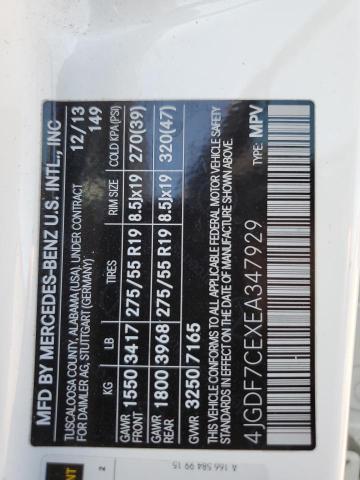 MFD BY MERCEDES-BENZ U.S. INTL., INC
TUSCALOOSA COUNTY, ALABAMA (USA), UNDER CONTRACT 12/13
FOR DAIMLER AG, STUTTGART (GERMANY) 149
KG LB TIRES RIM SIZE COLD KPA (PSI)
GAWR FRONT 1550 3417 275/55 R19 8.5Jx19 270(39)
GAWR REAR 1800 3968 275/55 R19 8.5Jx19 320(47)
GVWR 3250 7165
THIS VEHICLE CONFORMS TO ALL APPLICABLE FEDERAL MOTOR VEHICLE SAFETY
STANDARDS IN EFFECT ON THE DATE OF MANUFACTURE SHOWN ABOVE.
4JGDF7CEXEA347929 TYPE: MPV
2
A 166 584 99 15